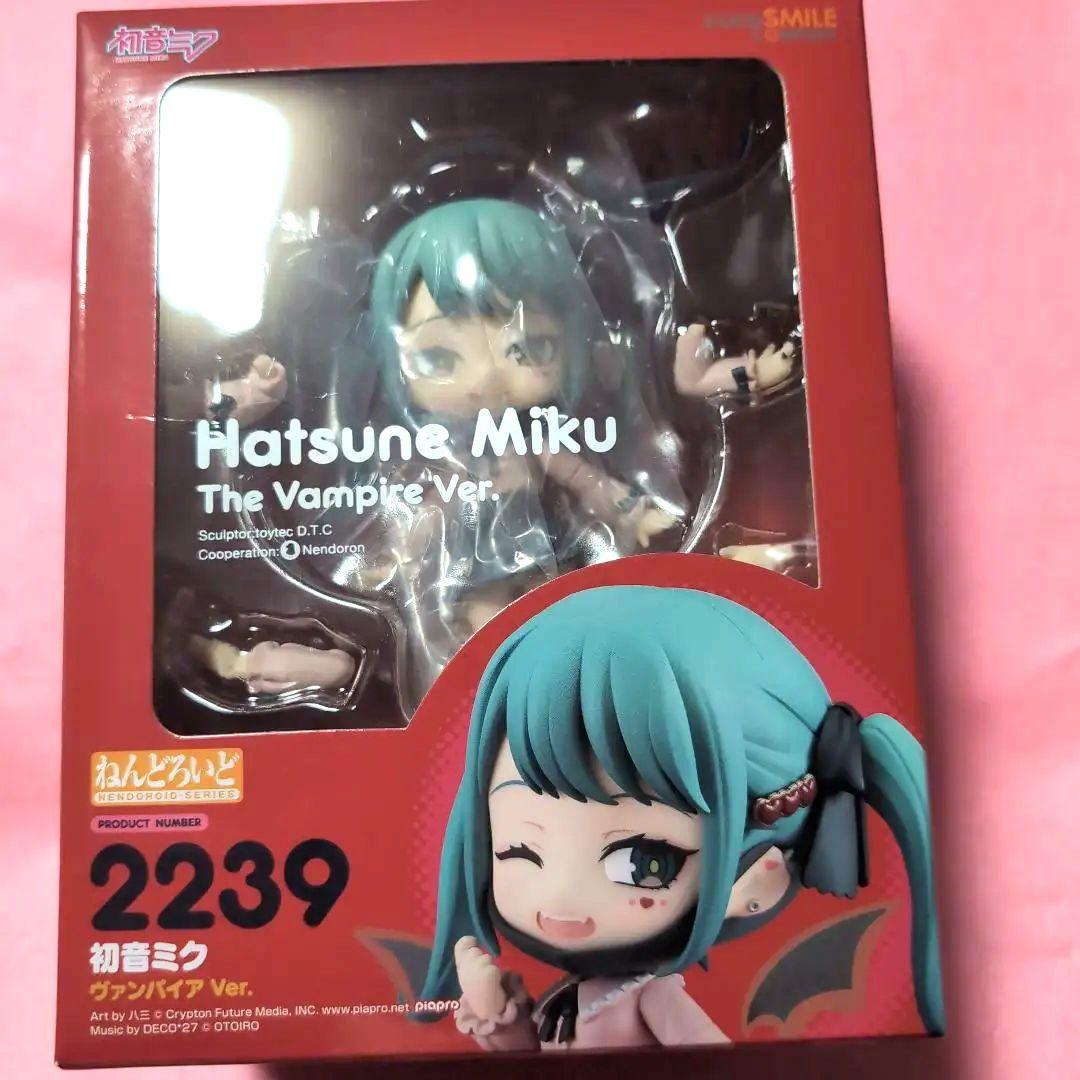 初音ミク
HATSUNE MIKU
SMILE
Hatsune Miku
The Vampire Ver.
Sculptor:toytec D.T.C
Cooperation: Nendoron
ねんどろいど
NENDOROID-SERIES
PRODUCT NUMBER
2239
初音ミク
ヴァンパイア Ver.
Art by 八三 © Crypton Future Media, INC. www.piapro.net piapro
Music by DECO*27 © OTOIRO